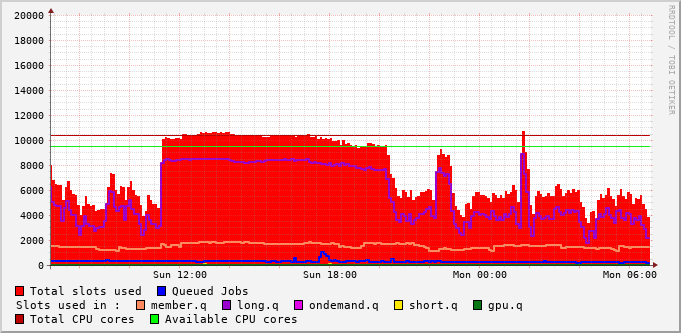 20000
18000
16000
14000
12000
10000
8000
6000
4000
2000
0
Sun 12:00 Sun 18:00 Mon 00:00 Mon 06:00
RRDTOOL / TOBI OETIKER
Total slots used Queued Jobs
Slots used in : member.q long.q ondemand.q short.q gpu.q
Total CPU cores Available CPU cores